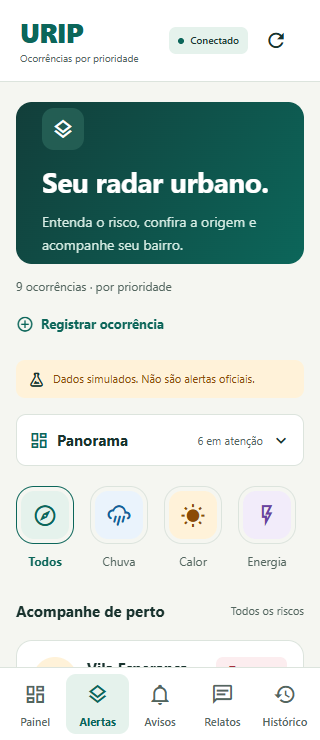 URIP
Ocorrências por prioridade
Conectado
Seu radar urbano.
Entenda o risco, confira a origem e
acompanhe seu bairro.
9 ocorrências · por prioridade
Registrar ocorrência
Dados simulados. Não são alertas oficiais.
Panorama
6 em atenção
Todos
Chuva
Calor
Energia
Acompanhe de perto
Todos os riscos
Vila Esperança
Painel
Alertas
Avisos
Relatos
Histórico